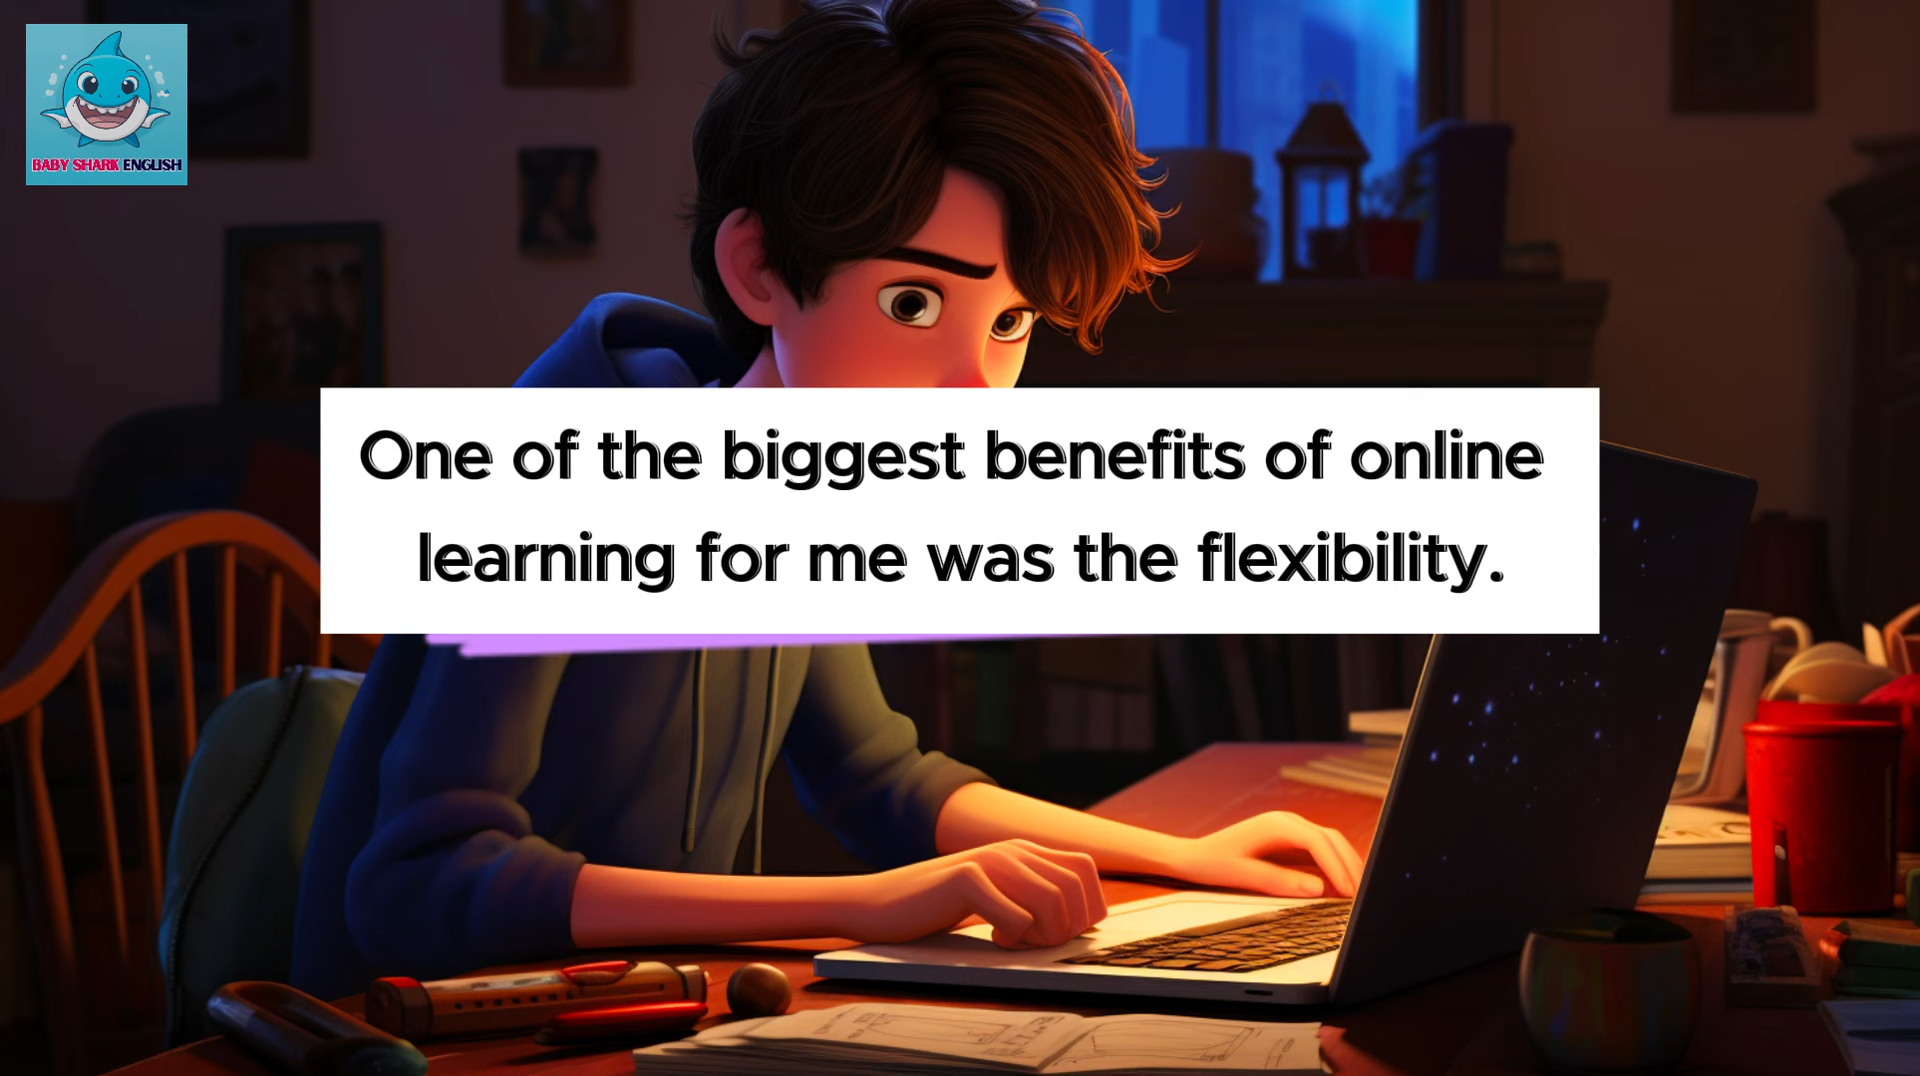 BABY SHARK ENGLISH
One of the biggest benefits of online
learning for me was the flexibility.